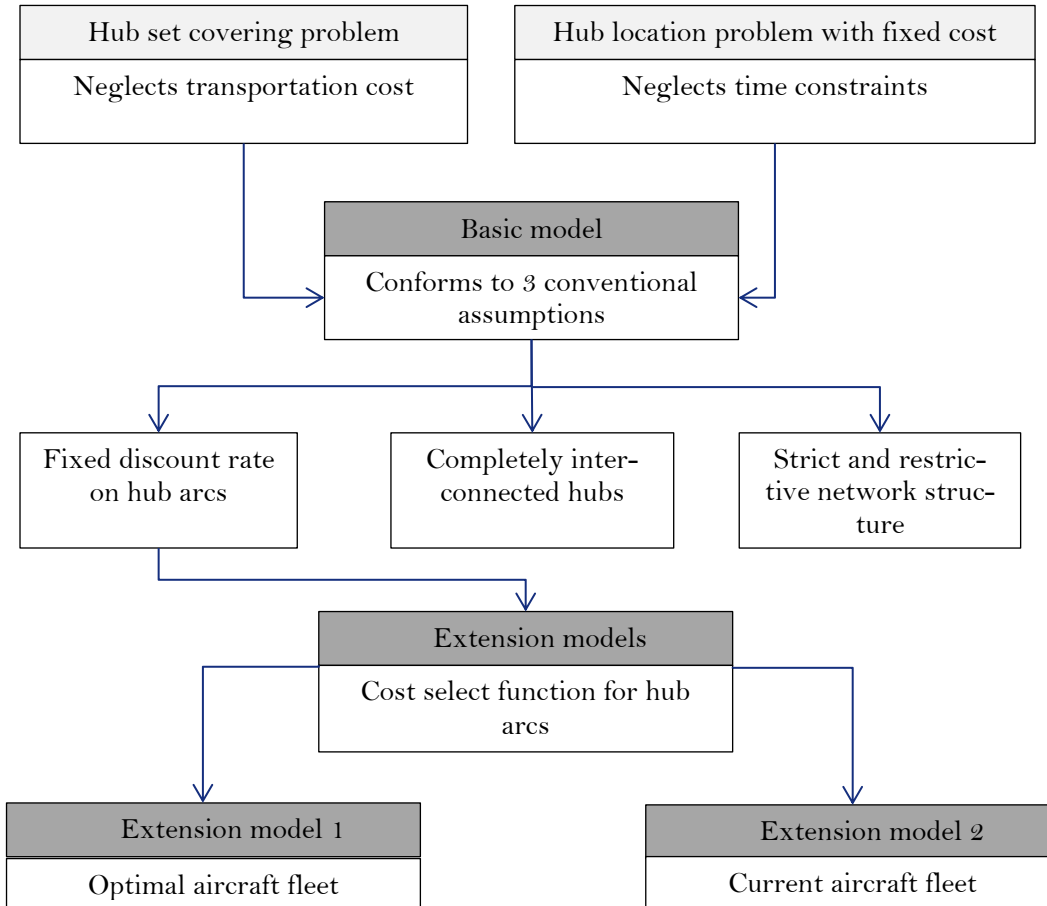 Hub set covering problem
Neglects transportation cost
Hub location problem with fixed cost
Neglects time constraints
Basic model
Conforms to 3 conventional
assumptions
Fixed discount rate
on hub arcs
Completely inter-
connected hubs
Strict and restric-
tive network struc-
ture
Extension models
Cost select function for hub
arcs
Extension model 1
Optimal aircraft fleet
Extension model 2
Current aircraft fleet